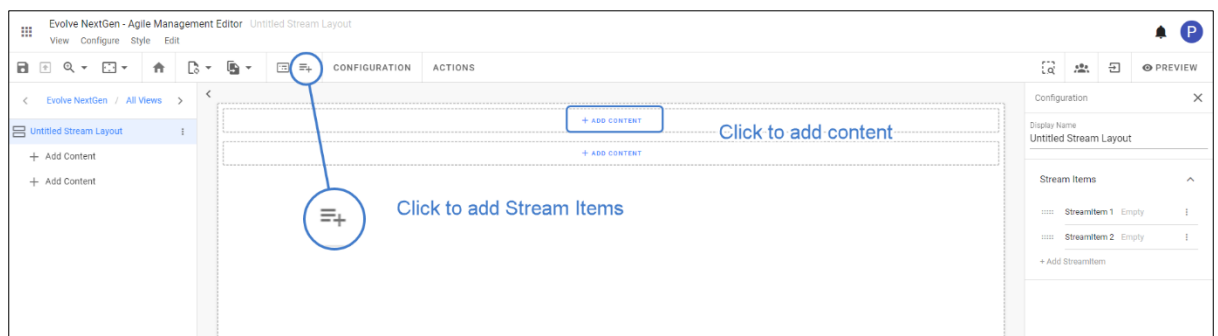 Evolve NextGen - Agile Management Editor Untitled Stream Layout
View Configure Style Edit
P
CONFIGURATION ACTIONS
PREVIEW
Evolve NextGen / All Views
Untitled Stream Layout
+ Add Content
+ Add Content
+ ADD CONTENT
Click to add content
+ ADD CONTENT
Click to add Stream Items
Configuration
Display Name
Untitled Stream Layout
Stream Items
StreamItem 1 Empty
StreamItem 2 Empty
+ Add StreamItem